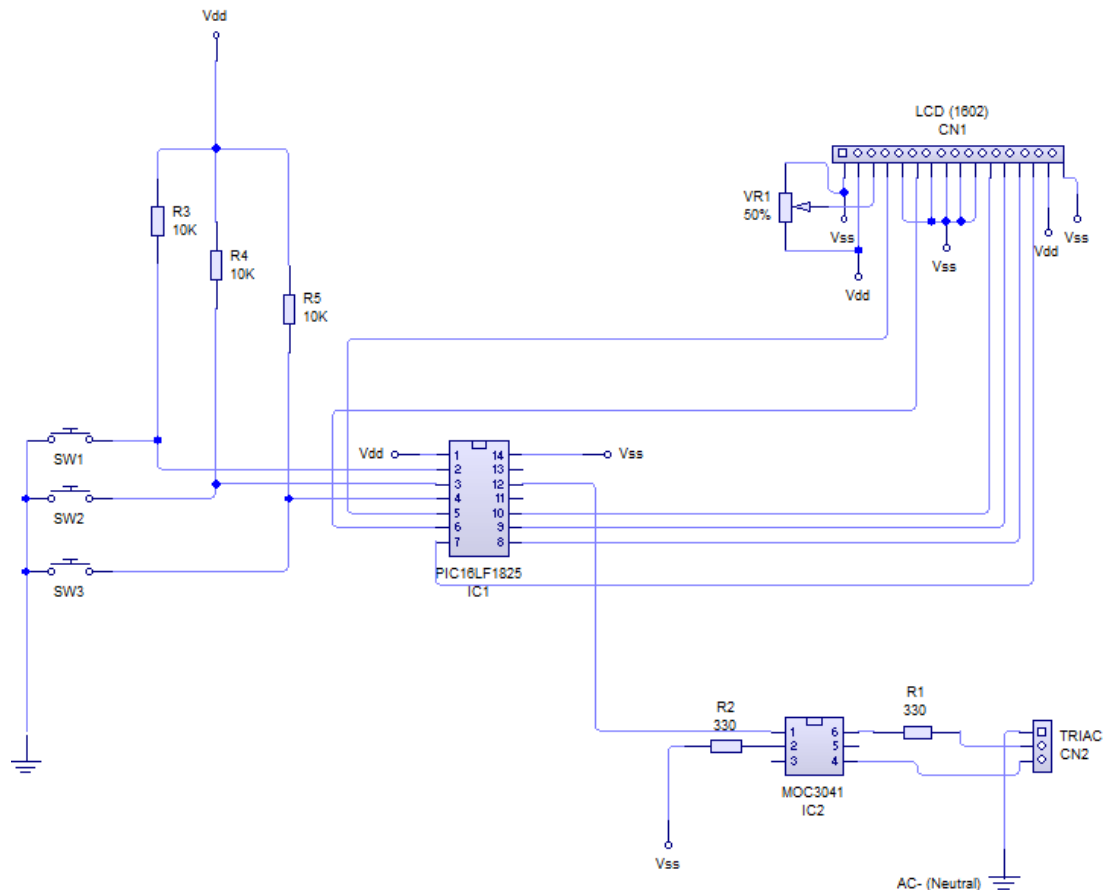 Vdd
LCD (1602)
CN1
VR1
50%
Vss
Vdd
Vss
Vdd
Vss
R3
10K
R4
10K
R5
10K
SW1
SW2
SW3
Vdd
Vss
1 14
2 13
3 12
4 11
5 10
6 9
7 8
PIC16LF1825
IC1
R2
330
R1
330
1 6
2 5
3 4
MOC3041
IC2
TRIAC
CN2
Vss
AC- (Neutral)